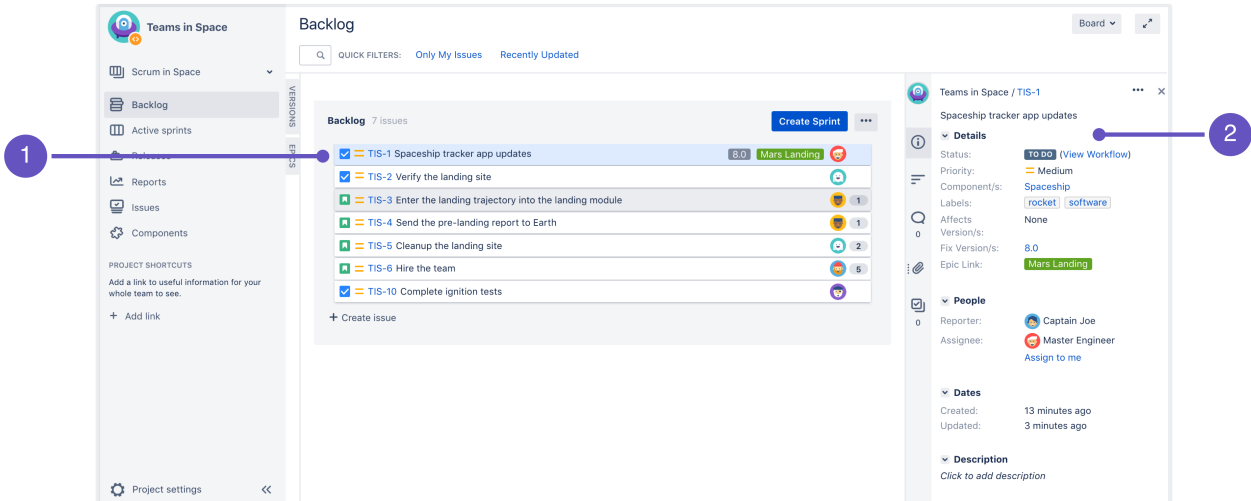 Teams in Space
Scrum in Space
Backlog
Active sprints
Releases
Reports
Issues
Components
PROJECT SHORTCUTS
Add a link to useful information for your
whole team to see.
+ Add link
Project settings
1
Backlog
Board
QUICK FILTERS: Only My Issues Recently Updated
VERSIONS
EPICS
Backlog 7 issues
Create Sprint
TIS-1 Spaceship tracker app updates 8.0 Mars Landing
TIS-2 Verify the landing site
TIS-3 Enter the landing trajectory into the landing module 1
TIS-4 Send the pre-landing report to Earth 1
TIS-5 Cleanup the landing site 2
TIS-6 Hire the team 5
TIS-10 Complete ignition tests
+ Create issue
0
0
Teams in Space / TIS-1
Spaceship tracker app updates
2
Details
Status: TO DO (View Workflow)
Priority: Medium
Component/s: Spaceship
Labels: rocket software
Affects None
Version/s:
Fix Version/s: 8.0
Epic Link: Mars Landing
People
Reporter: Captain Joe
Assignee: Master Engineer
Assign to me
Dates
Created: 13 minutes ago
Updated: 3 minutes ago
Description
Click to add description